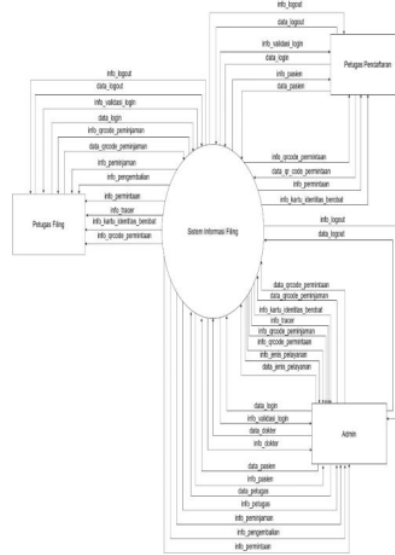 info_logout
data_logout
info_validasi_login
data_login
info_pasien
data_pasien
Petugas Pendaftaran
info_qrcode_permintaan
data_qr_code_permintaan
info_permintaan
info_kartu_identitas_berobat
info_logout
data_logout
info_validasi_login
data_login
info_qrcode_peminjaman
data_qrcode_peminjaman
info_peminjaman
info_pengembalian
info_permintaan
info_tracer
info_kartu_identitas_berobat
info_qrcode_permintaan
Petugas Filing
Sistem Informasi Filing
info_logout
data_logout
data_qrcode_permintaan
data_qrcode_peminjaman
info_kartu_identitas_berobat
info_tracer
info_qrcode_peminjaman
info_qrcode_permintaan
info_jenis_pelayanan
data_jenis_pelayanan
data_login
info_validasi_login
data_dokter
info_dokter
Admin
data_pasien
info_pasien
data_petugas
info_petugas
info_peminjaman
info_pengembalian
info_permintaan